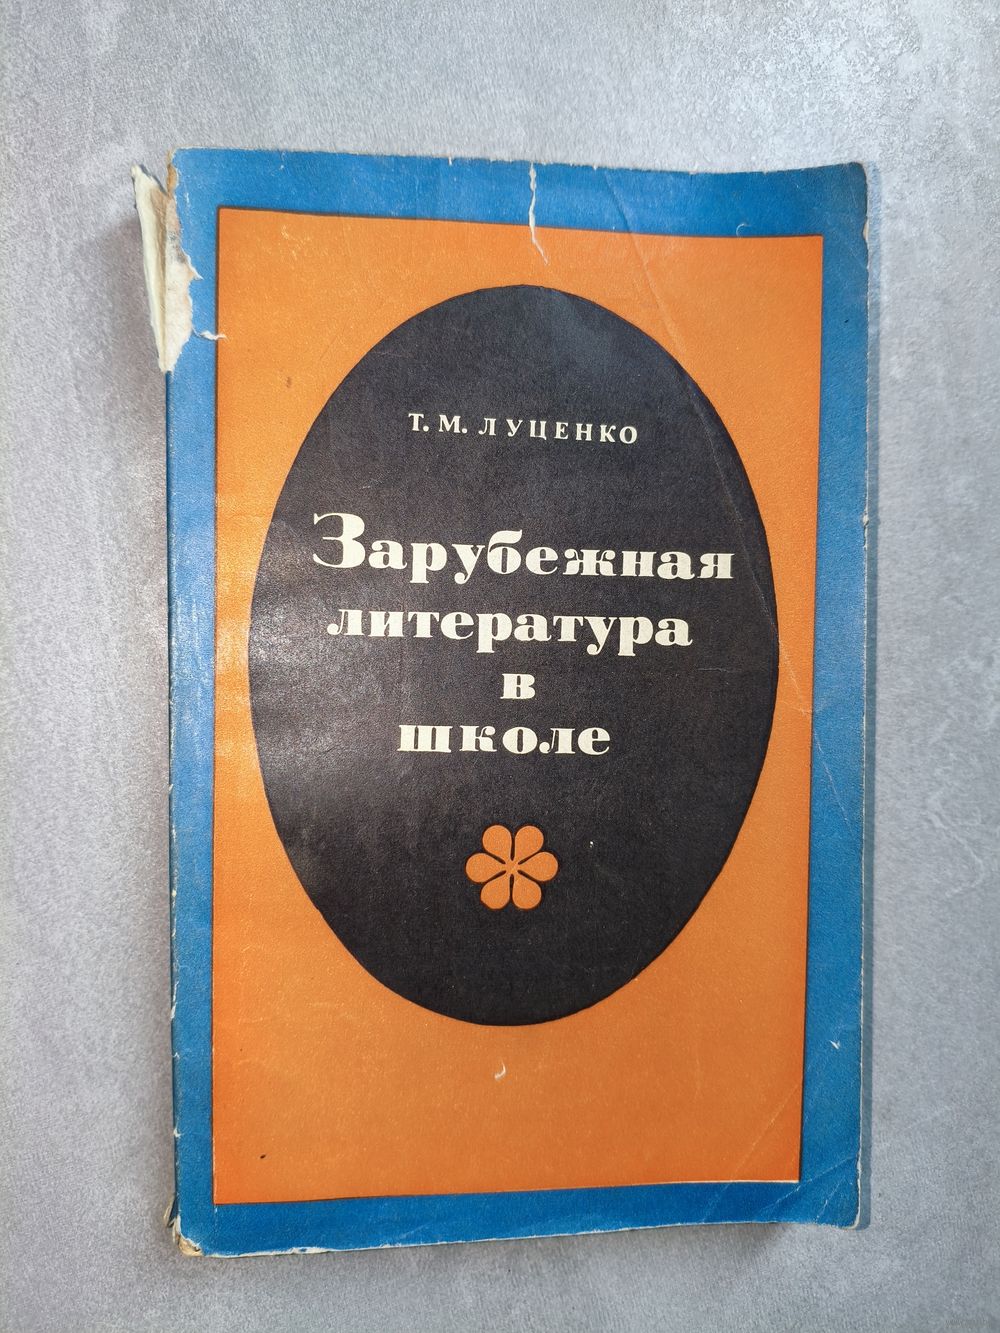 Т. М. ЛУЦЕНКО
Зарубежная
литература
в
школе